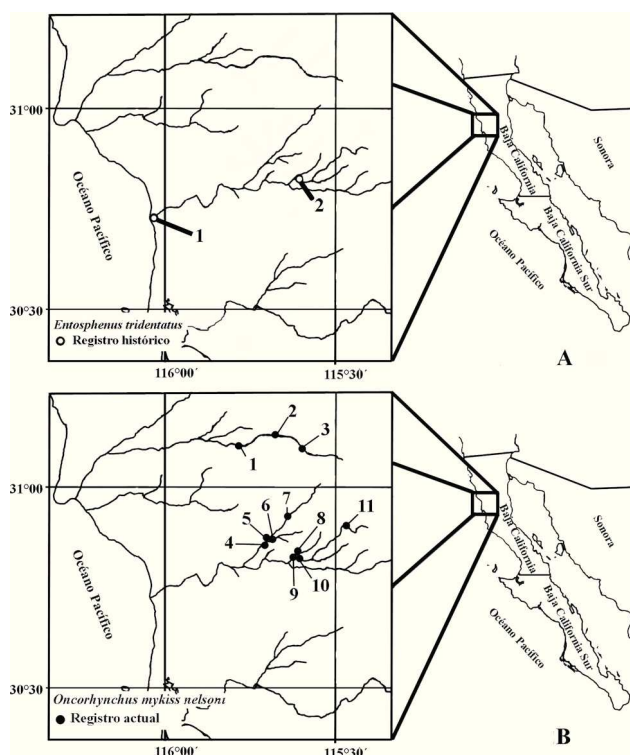 31°00'
Océano Pacífico
1
2
30°30'
Entosphenus tridentatus
Registro histórico
116°00'
115°30'
Baja California
Sonora
Baja California Sur
Océano Pacífico
A
31°00'
Océano Pacífico
1
2
3
4
5
6
7
8
9
10
11
30°30'
Oncorhynchus mykiss nelsoni
Registro actual
116°00'
115°30'
Baja California
Sonora
Baja California Sur
Océano Pacífico
B